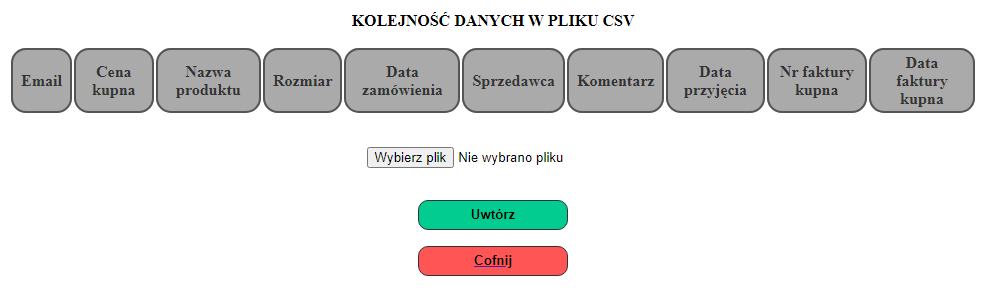 KOLEJNOŚĆ DANYCH W PLIKU CSV
Email
Cena
kupna
Nazwa
produktu
Rozmiar
Data
zamówienia
Sprzedawca
Komentarz
Data
przyjęcia
Nr faktury
kupna
Data
faktury
kupna
Wybierz plik Nie wybrano pliku
Uwtórz
Cofnij